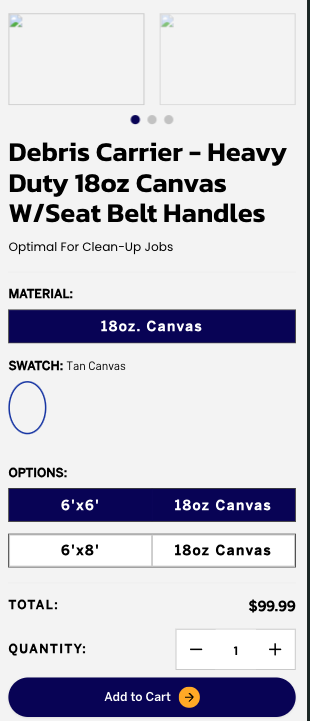 Debris Carrier – Heavy
Duty 18oz Canvas
W/Seat Belt Handles
Optimal For Clean-Up Jobs
MATERIAL:
18oz. Canvas
SWATCH: Tan Canvas
OPTIONS:
6'x6' 18oz Canvas
6'x8' 18oz Canvas
TOTAL: $99.99
QUANTITY: − 1 +
Add to Cart